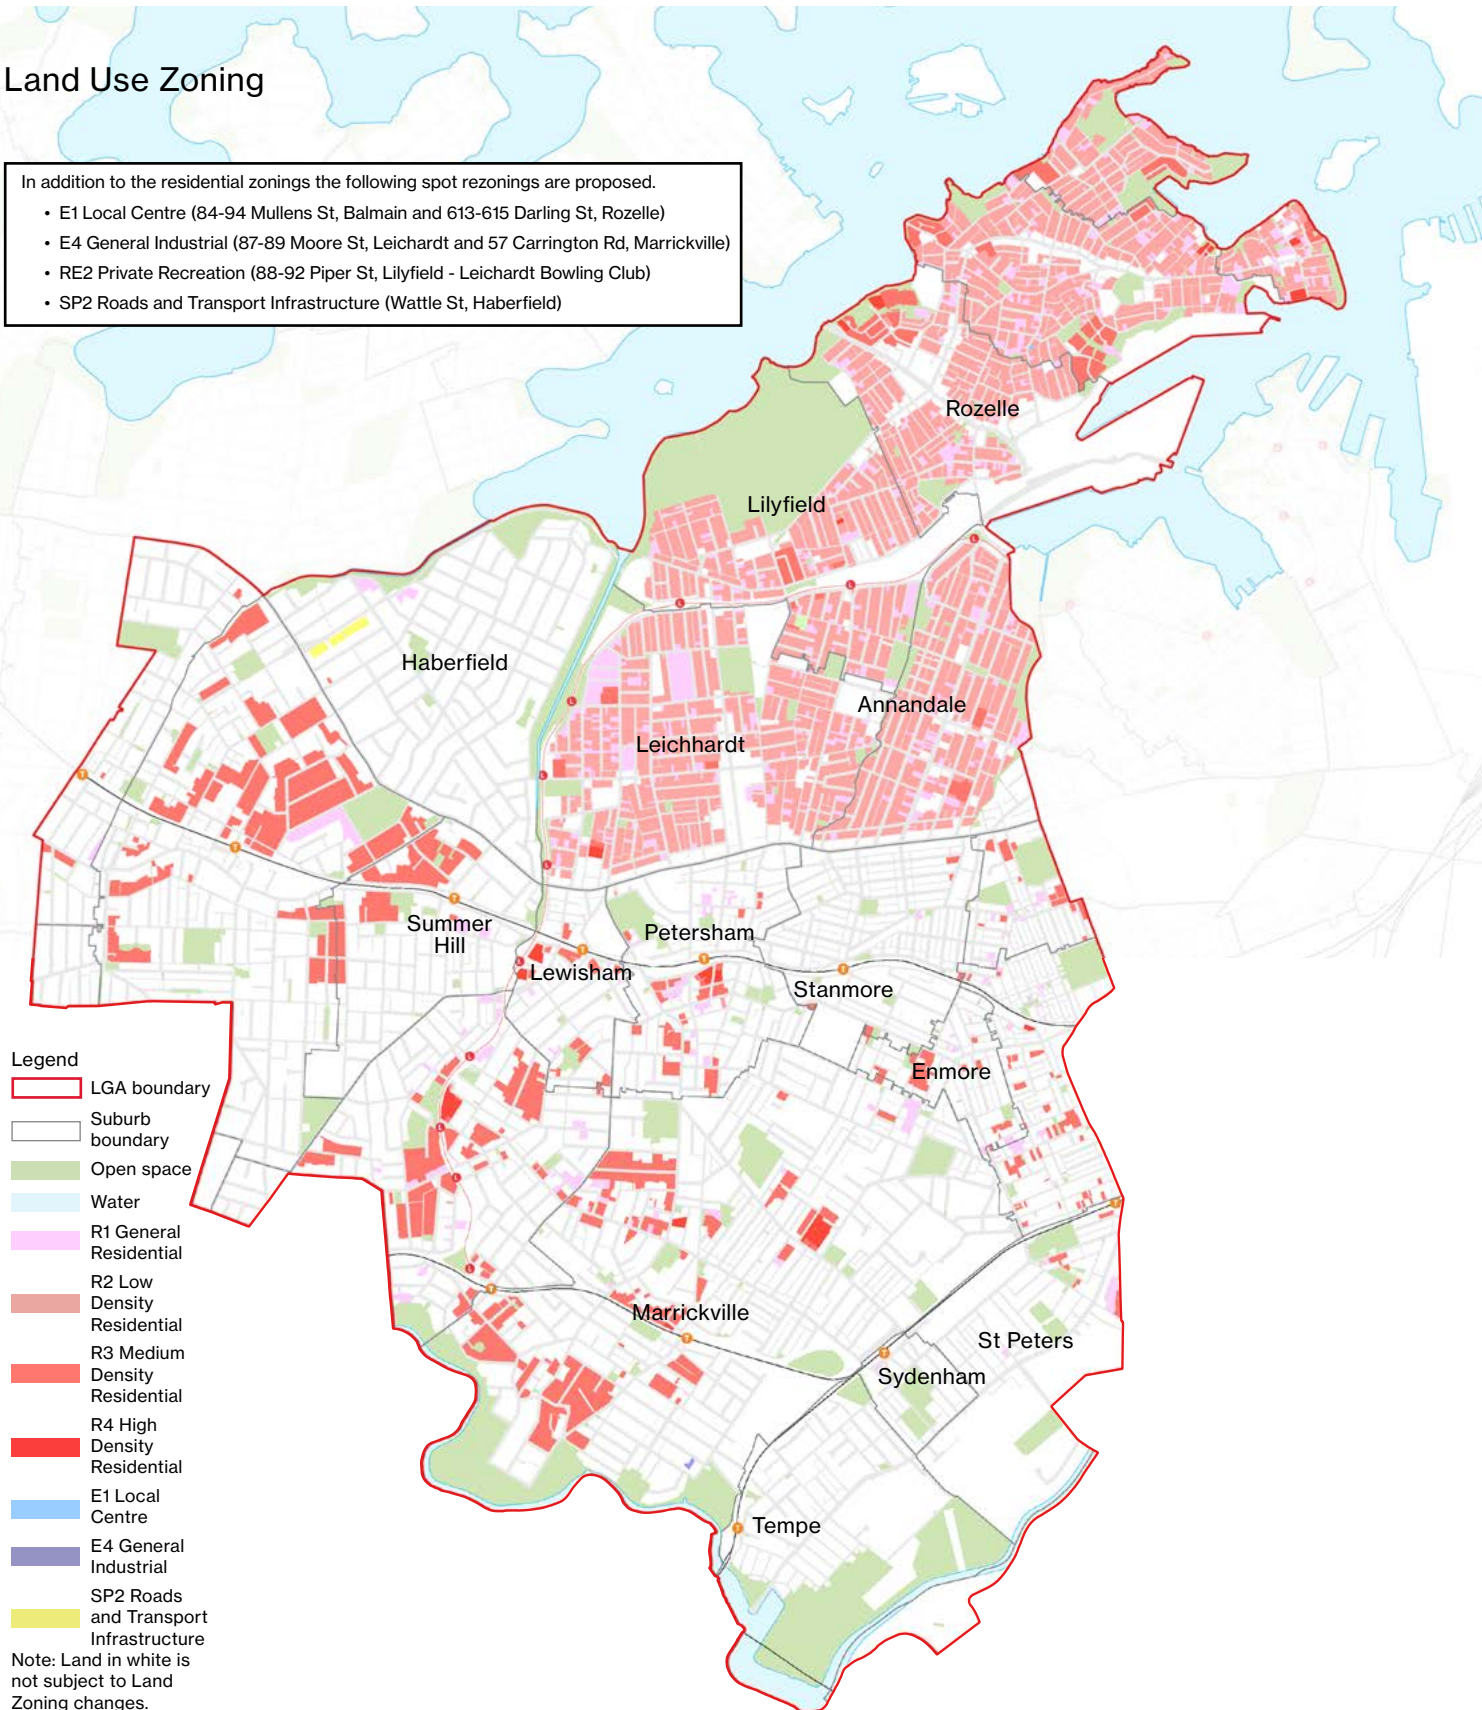 Land Use Zoning
In addition to the residential zonings the following spot rezonings are proposed.
• E1 Local Centre (84-94 Mullens St, Balmain and 613-615 Darling St, Rozelle)
• E4 General Industrial (87-89 Moore St, Leichardt and 57 Carrington Rd, Marrickville)
• RE2 Private Recreation (88-92 Piper St, Lilyfield - Leichardt Bowling Club)
• SP2 Roads and Transport Infrastructure (Wattle St, Haberfield)
Rozelle
Lilyfield
Haberfield
Annandale
Leichhardt
Summer
Hill
Petersham
Lewisham
Stanmore
Enmore
Marrickville
St Peters
Sydenham
Tempe
Legend
LGA boundary
Suburb
boundary
Open space
Water
R1 General
Residential
R2 Low
Density
Residential
R3 Medium
Density
Residential
R4 High
Density
Residential
E1 Local
Centre
E4 General
Industrial
SP2 Roads
and Transport
Infrastructure
Note: Land in white is
not subject to Land
Zoning changes.